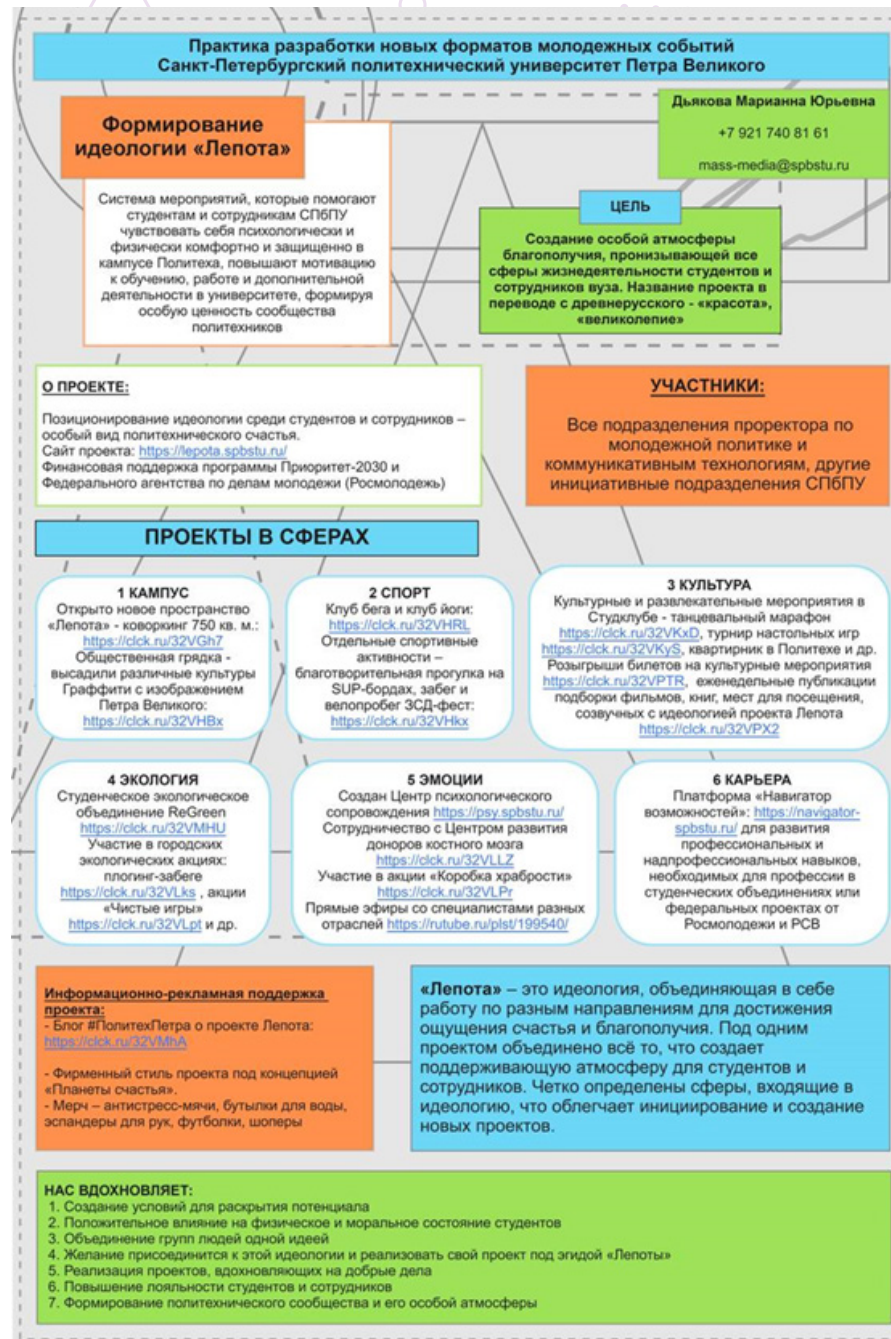 Практика разработки новых форматов молодежных событий
Санкт-Петербургский политехнический университет Петра Великого
Формирование
идеологии «Лепота»
Система мероприятий, которые помогают
студентам и сотрудникам СПбПУ
чувствовать себя психологически и
физически комфортно и защищенно в
кампусе Политеха, повышают мотивацию
к обучению, работе и дополнительной
деятельности в университете, формируя
особую ценность сообщества
политехников
Дьякова Марианна Юрьевна
+7 921 740 81 61
mass-media@spbstu.ru
ЦЕЛЬ
Создание особой атмосферы
благополучия, пронизывающей все
сферы жизнедеятельности студентов и
сотрудников вуза. Название проекта в
переводе с древнерусского - «красота»,
«великолепие»
О ПРОЕКТЕ:
Позиционирование идеологии среди студентов и сотрудников –
особый вид политехнического счастья.
Сайт проекта: https://lepota.spbstu.ru/
Финансовая поддержка программы Приоритет-2030 и
Федерального агентства по делам молодежи (Росмолодежь)
УЧАСТНИКИ:
Все подразделения проректора по
молодежной политике и
коммуникативным технологиям, другие
инициативные подразделения СПбПУ
ПРОЕКТЫ В СФЕРАХ
1 КАМПУС
Открыто новое пространство
«Лепота» - коворкинг 750 кв. м.:
https://clck.ru/32VGh7
Общественная грядка -
высадили различные культуры
Граффити с изображением
Петра Великого:
https://clck.ru/32VHBx
2 СПОРТ
Клуб бега и клуб йоги:
https://clck.ru/32VHRL
Отдельные спортивные
активности –
благотворительная прогулка на
SUP-бордах, забег и
велопробег ЗСД-фест:
https://clck.ru/32VHkx
3 КУЛЬТУРА
Культурные и развлекательные мероприятия в
Студклубе - танцевальный марафон
https://clck.ru/32VKxD, турнир настольных игр
https://clck.ru/32VKyS, квартирник в Политехе и др.
Розыгрыши билетов на культурные мероприятия
https://clck.ru/32VPTR, еженедельные публикации
подборки фильмов, книг, мест для посещения,
созвучных с идеологией проекта Лепота
https://clck.ru/32VPX2
4 ЭКОЛОГИЯ
Студенческое экологическое
объединение ReGreen
https://clck.ru/32VMHU
Участие в городских
экологических акциях:
плогинг-забеге
https://clck.ru/32VLks , акции
«Чистые игры»
https://clck.ru/32VLpt и др.
5 ЭМОЦИИ
Создан Центр психологического
сопровождения https://psy.spbstu.ru/
Сотрудничество с Центром развития
доноров костного мозга
https://clck.ru/32VLLZ
Участие в акции «Коробка храбрости»
https://clck.ru/32VLPr
Прямые эфиры со специалистами разных
отраслей https://rutube.ru/plst/199540/
6 КАРЬЕРА
Платформа «Навигатор
возможностей»: https://navigator-
spbstu.ru/ для развития
профессиональных и
надпрофессиональных навыков,
необходимых для профессии в
студенческих объединениях или
федеральных проектах от
Росмолодежи и РСВ
Информационно-рекламная поддержка
проекта:
- Блог #ПолитехПетра о проекте Лепота:
https://clck.ru/32VMhA
- Фирменный стиль проекта под концепцией
«Планеты счастья».
- Мерч – антистресс-мячи, бутылки для воды,
эспандеры для рук, футболки, шоперы
«Лепота» – это идеология, объединяющая в себе
работу по разным направлениям для достижения
ощущения счастья и благополучия. Под одним
проектом объединено всё то, что создает
поддерживающую атмосферу для студентов и
сотрудников. Четко определены сферы, входящие в
идеологию, что облегчает инициирование и создание
новых проектов.
НАС ВДОХНОВЛЯЕТ:
1. Создание условий для раскрытия потенциала
2. Положительное влияние на физическое и моральное состояние студентов
3. Объединение групп людей одной идеей
4. Желание присоединится к этой идеологии и реализовать свой проект под эгидой «Лепоты»
5. Реализация проектов, вдохновляющих на добрые дела
6. Повышение лояльности студентов и сотрудников
7. Формирование политехнического сообщества и его особой атмосферы